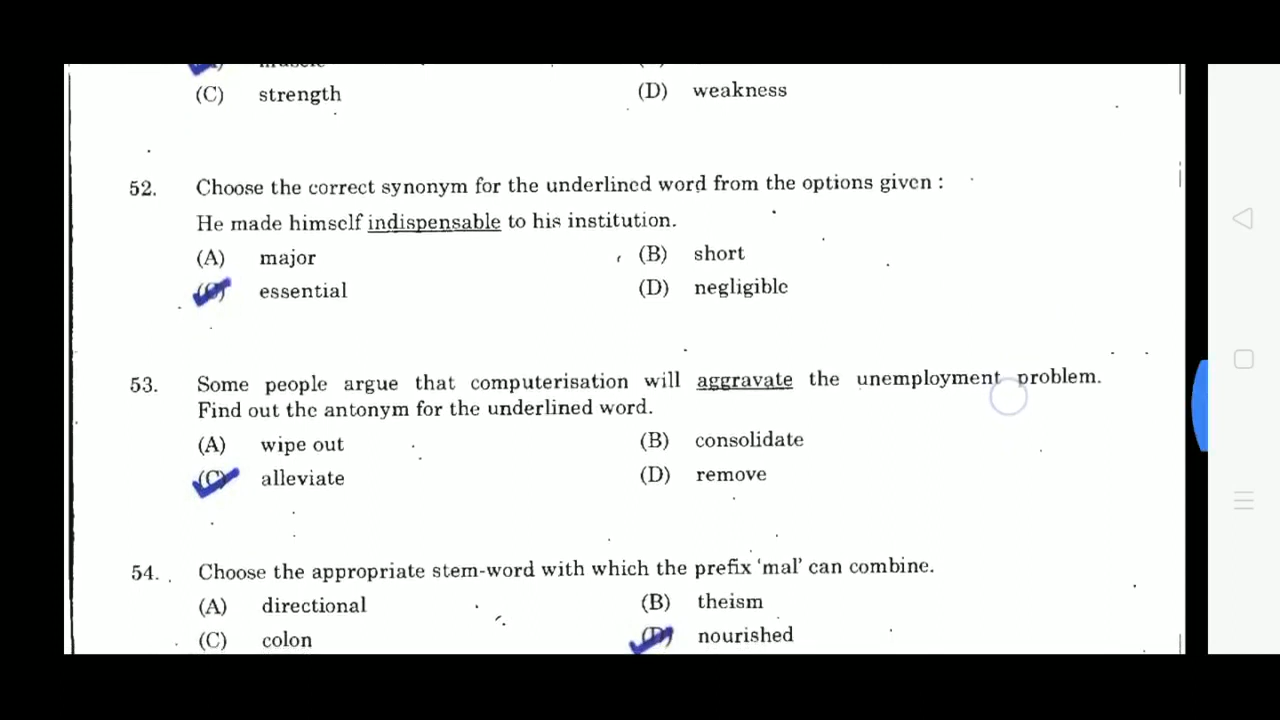 muscle
(C) strength (D) weakness
52. Choose the correct synonym for the underlined word from the options given :
He made himself indispensable to his institution.
(A) major (B) short
(C) essential (D) negligible
53. Some people argue that computerisation will aggravate the unemployment problem.
Find out the antonym for the underlined word.
(A) wipe out (B) consolidate
(C) alleviate (D) remove
54. Choose the appropriate stem-word with which the prefix 'mal' can combine.
(A) directional (B) theism
(C) colon (D) nourished